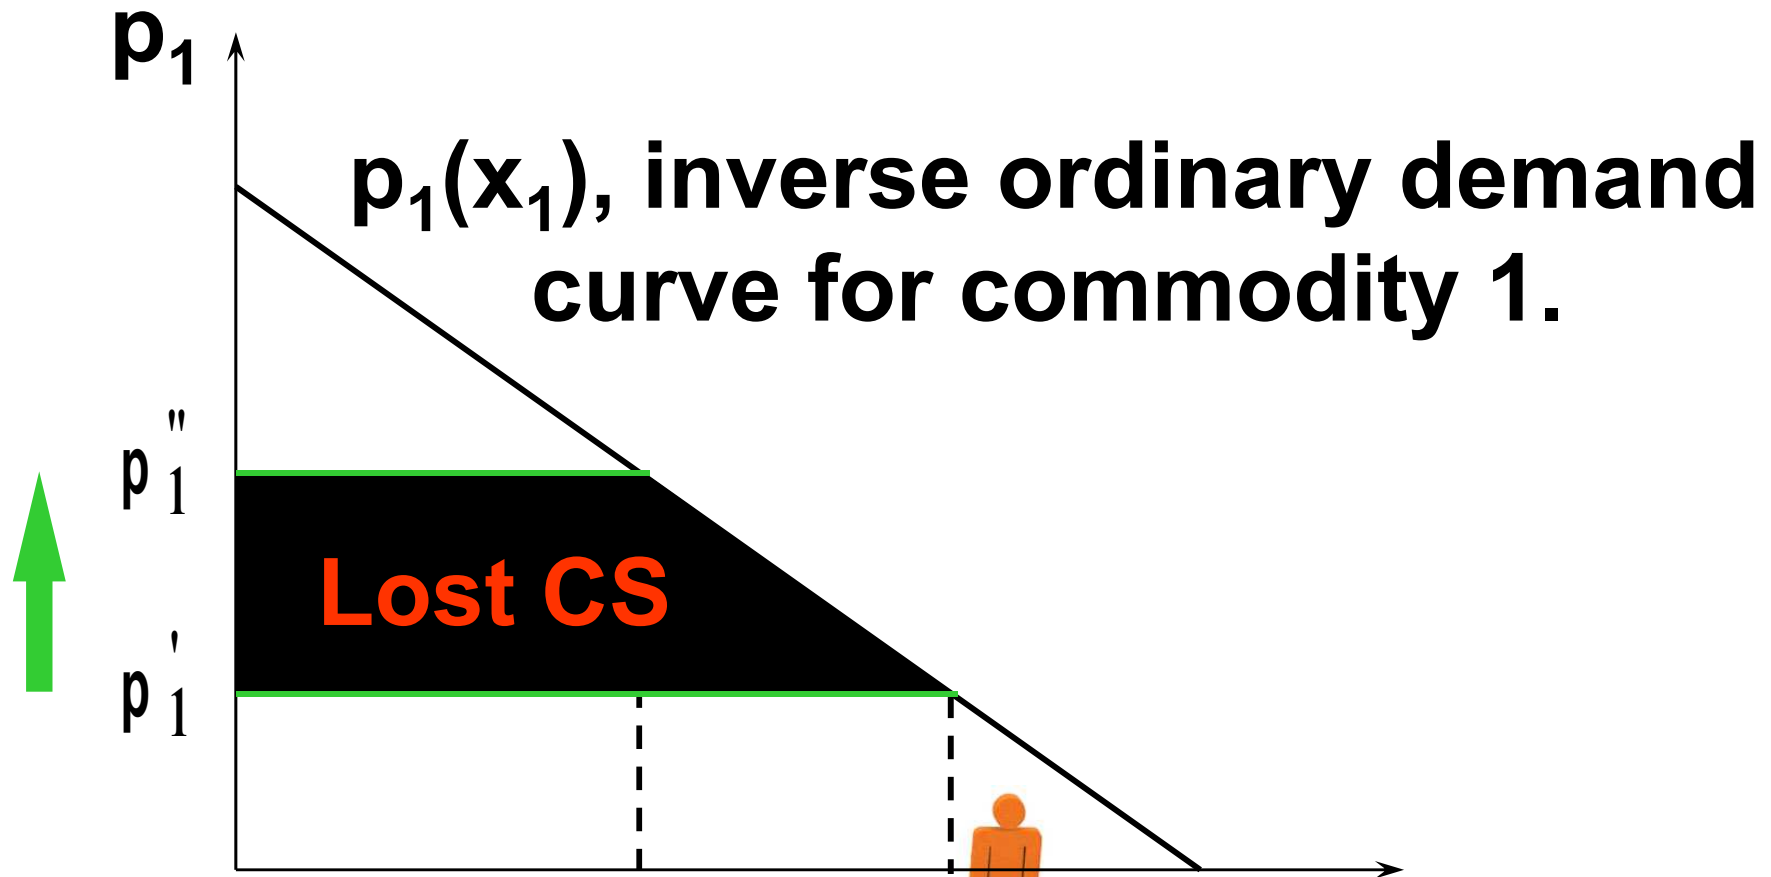 p₁
p₁(x₁), inverse ordinary demand
curve for commodity 1.
p₁"
Lost CS
p₁'